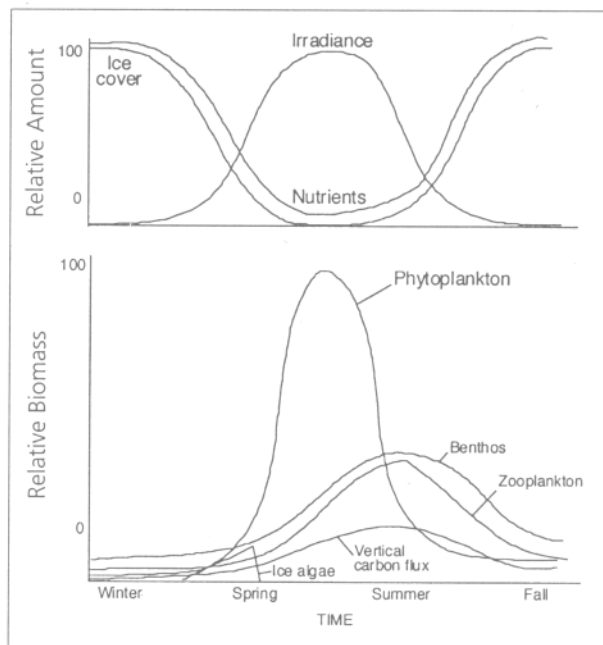 Relative Amount
100
0
Ice
cover
Irradiance
Nutrients
Relative Biomass
100
0
Phytoplankton
Benthos
Zooplankton
Vertical
carbon flux
Ice algae
Winter Spring Summer Fall
TIME